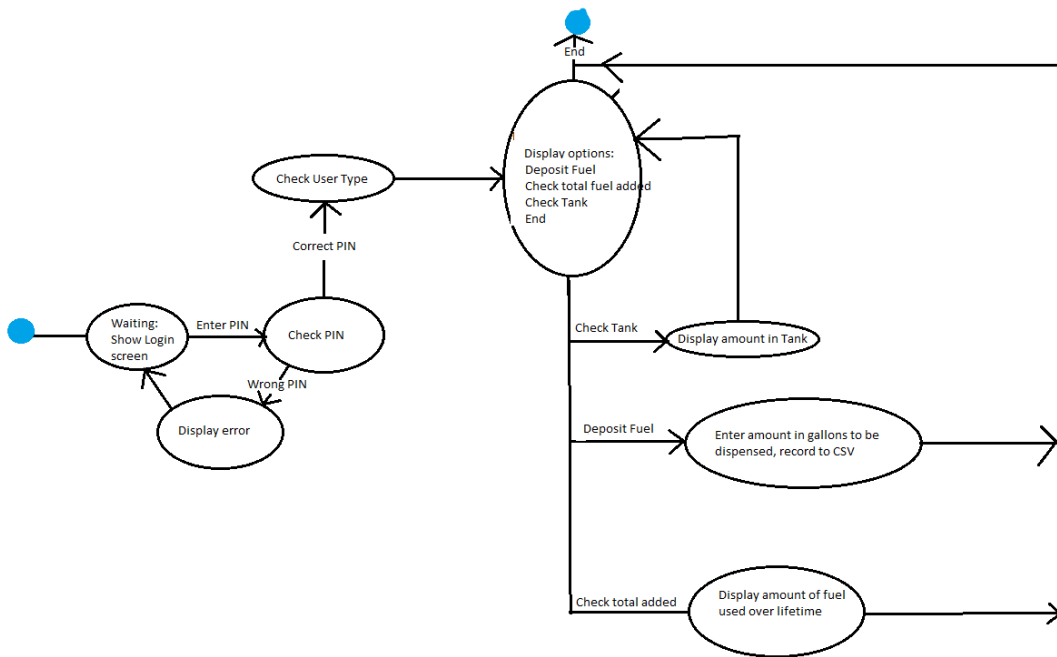 End
Display options:
Deposit Fuel
Check total fuel added
Check Tank
End
Check User Type
Correct PIN
Waiting:
Show Login
screen
Enter PIN
Check PIN
Wrong PIN
Display error
Check Tank
Display amount in Tank
Deposit Fuel
Enter amount in gallons to be
dispensed, record to CSV
Check total added
Display amount of fuel
used over lifetime